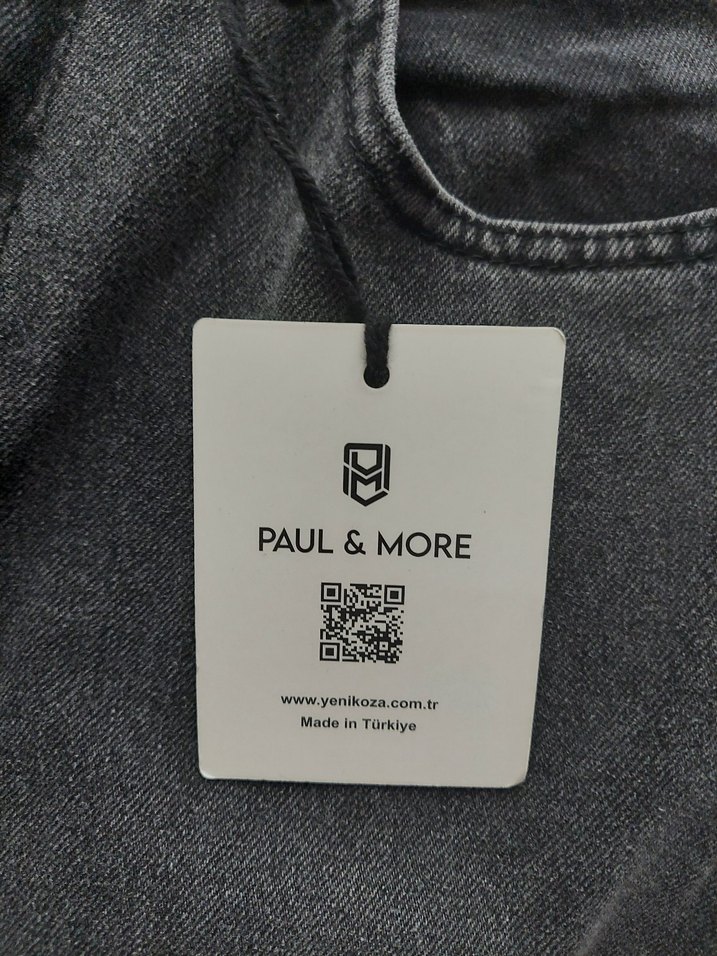 PAUL & MORE
www.yenikoza.com.tr
Made in Türkiye